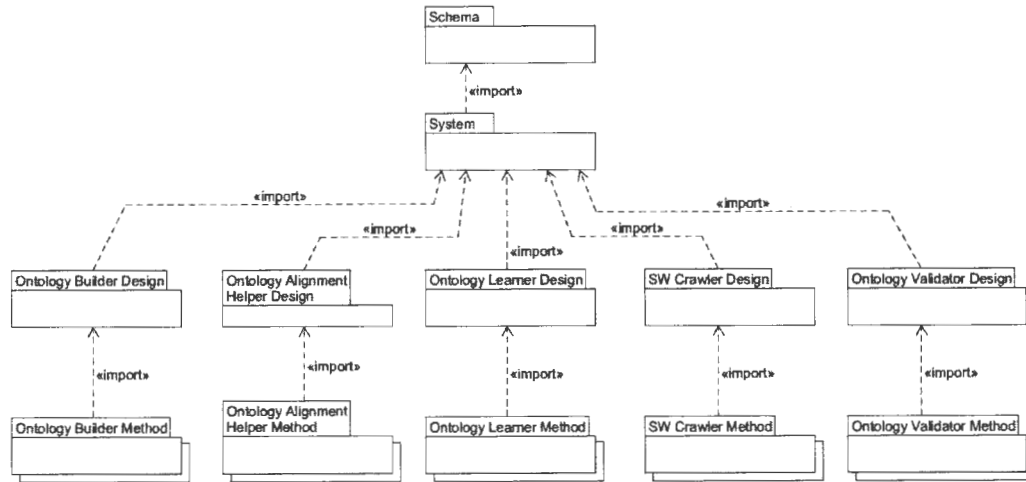 Schema
«import»
System
«import»
«import»
«import»
«import»
«import»
Ontology Builder Design
Ontology Alignment
Helper Design
Ontology Learner Design
SW Crawler Design
Ontology Validator Design
«import»
«import»
«import»
«import»
«import»
Ontology Builder Method
Ontology Alignment
Helper Method
Ontology Learner Method
SW Crawler Method
Ontology Validator Method